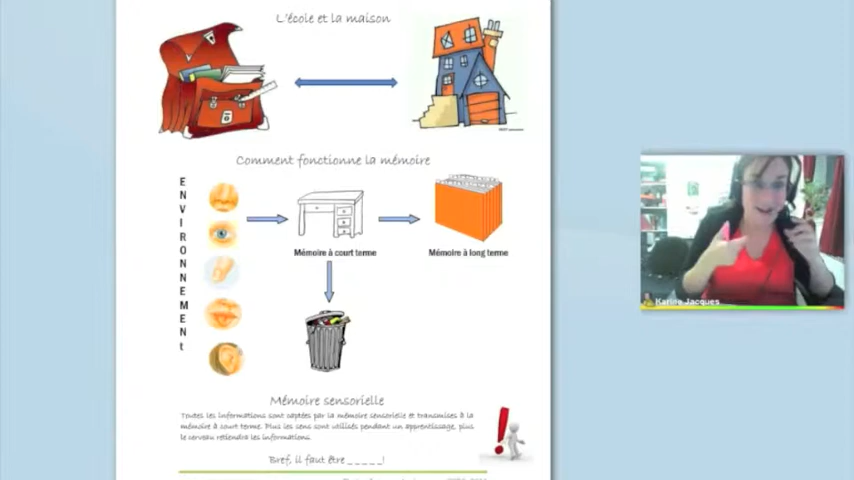 L'école et la maison
Comment fonctionne la mémoire
ENVIRONNEMENt
Mémoire à court terme
Mémoire à long terme
Mémoire sensorielle
Toutes les informations sont captées par la mémoire sensorielle et transmises à la
mémoire à court terme. Plus les sens sont utilisés pendant un apprentissage, plus
le cerveau retiendra les informations.
Bref, il faut être _ _ _ _ _!
Karine Jacques